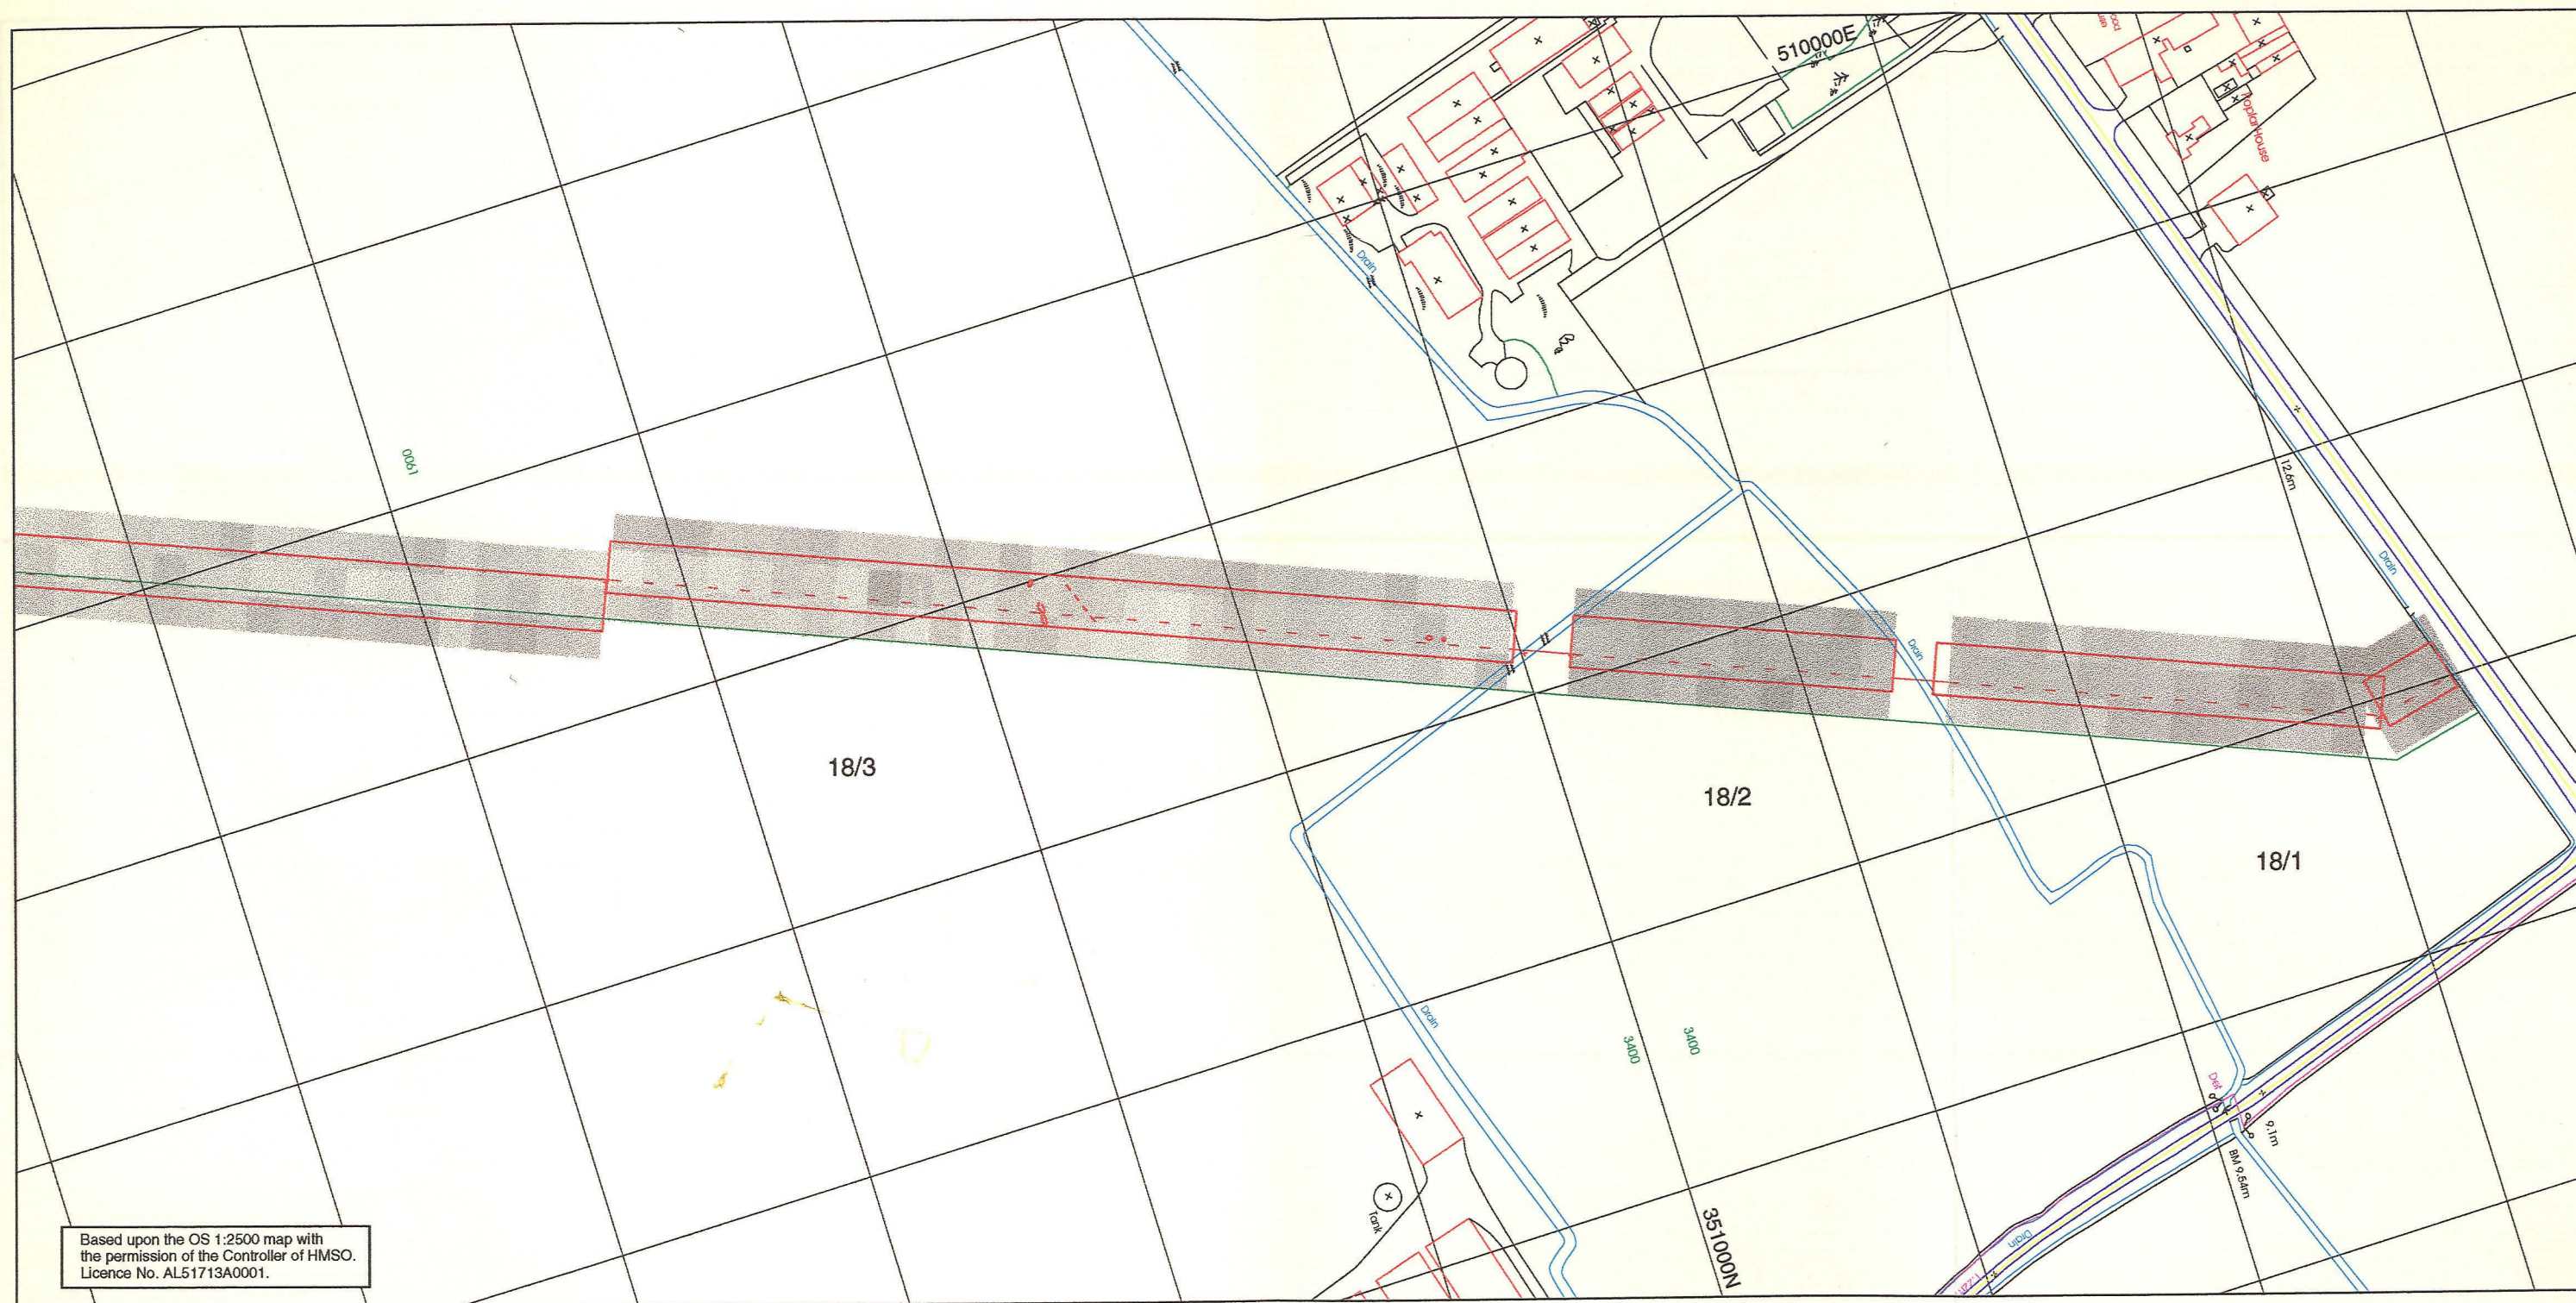 510000E
Poplar House
Drain
0061
12.6m
Drain
Drain
18/3
18/2
18/1
Drain
3400
3400
Def
9.1m
BM 9.54m
Tank
351000N
Drain
Based upon the OS 1:2500 map with
the permission of the Controller of HMSO.
Licence No. AL51713A0001.